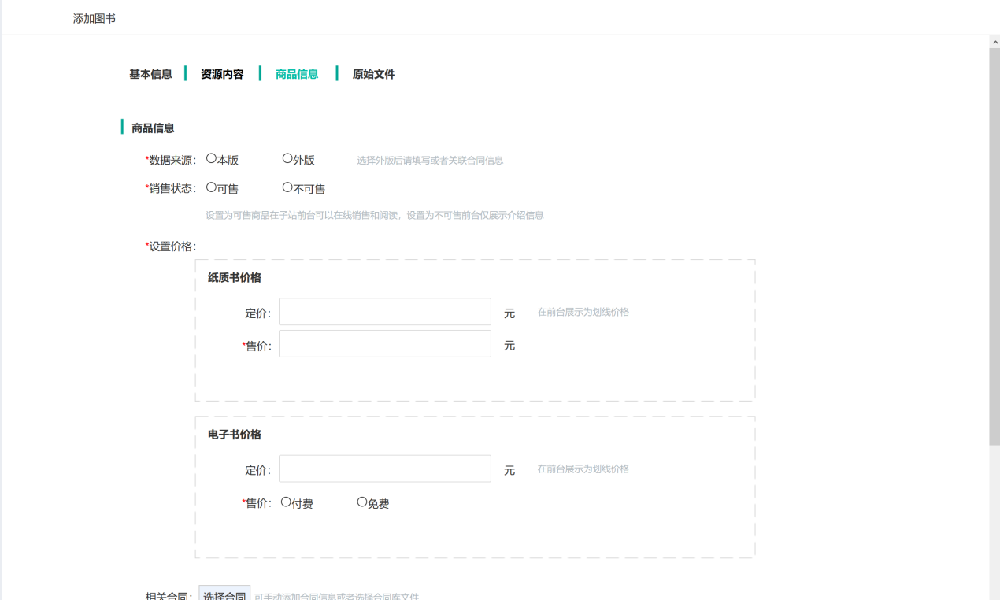 添加图书
基本信息 资源内容 商品信息 原始文件
商品信息
*数据来源： 本版 外版 选择外版后请填写或者关联合同信息
*销售状态： 可售 不可售
设置为可售商品在子站前台可以在线销售和阅读，设置为不可售前台仅展示介绍信息
*设置价格：
纸质书价格
定价： 元 在前台展示为划线价格
*售价： 元
电子书价格
定价： 元 在前台展示为划线价格
*售价： 付费 免费
相关合同： 选择合同 可手动添加合同信息或者选择合同库文件